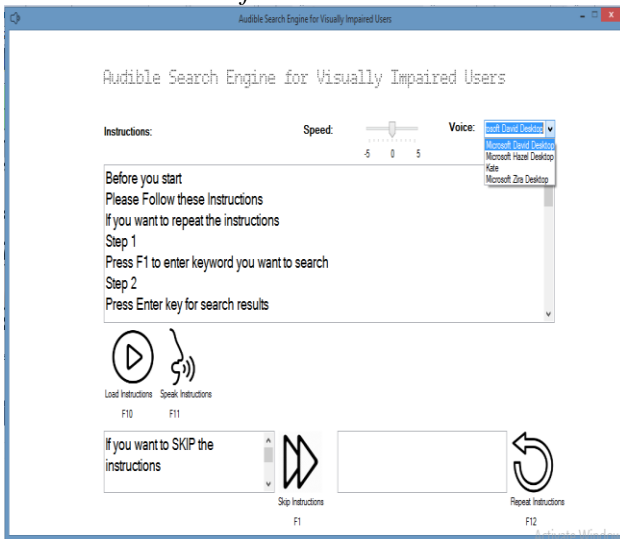 Audible Search Engine for Visually Impaired Users
Audible Search Engine for Visually Impaired Users
Instructions:
Speed:
Voice:
osoft David Desktop
-5 0 5
Microsoft David Desktop
Microsoft Hazel Desktop
Kate
Microsoft Zira Desktop
Before you start
Please Follow these Instructions
If you want to repeat the instructions
Step 1
Press F1 to enter keyword you want to search
Step 2
Press Enter key for search results
Load Instructions
Speak Instructions
F10
F11
If you want to SKIP the
instructions
Skip Instructions
F1
Repeat Instructions
F12